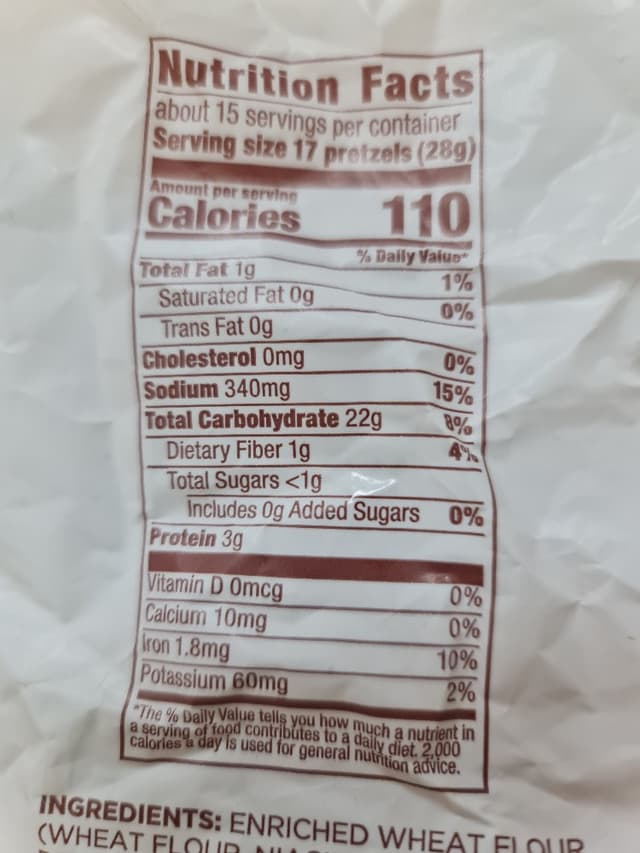 Nutrition Facts
about 15 servings per container
Serving size 17 pretzels (28g)
Amount per serving
Calories 110
% Daily Value*
Total Fat 1g 1%
Saturated Fat 0g 0%
Trans Fat 0g
Cholesterol 0mg 0%
Sodium 340mg 15%
Total Carbohydrate 22g 8%
Dietary Fiber 1g 4%
Total Sugars <1g
Includes 0g Added Sugars 0%
Protein 3g
Vitamin D 0mcg 0%
Calcium 10mg 0%
Iron 1.8mg 10%
Potassium 60mg 2%
*The % Daily Value tells you how much a nutrient in
a serving of food contributes to a daily diet. 2,000
calories a day is used for general nutrition advice.
INGREDIENTS: ENRICHED WHEAT FLOUR
(WHEAT FLOUR